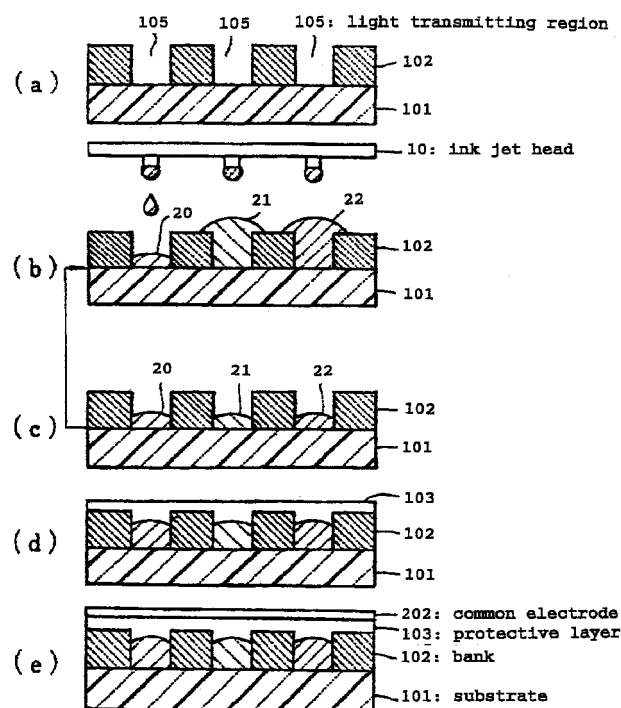 105 105 105: light transmitting region
(a)
102
101
10: ink jet head
20 21 22
(b)
102
101
20 21 22
(c)
102
101
103
(d)
102
101
202: common electrode
103: protective layer
(e)
102: bank
101: substrate